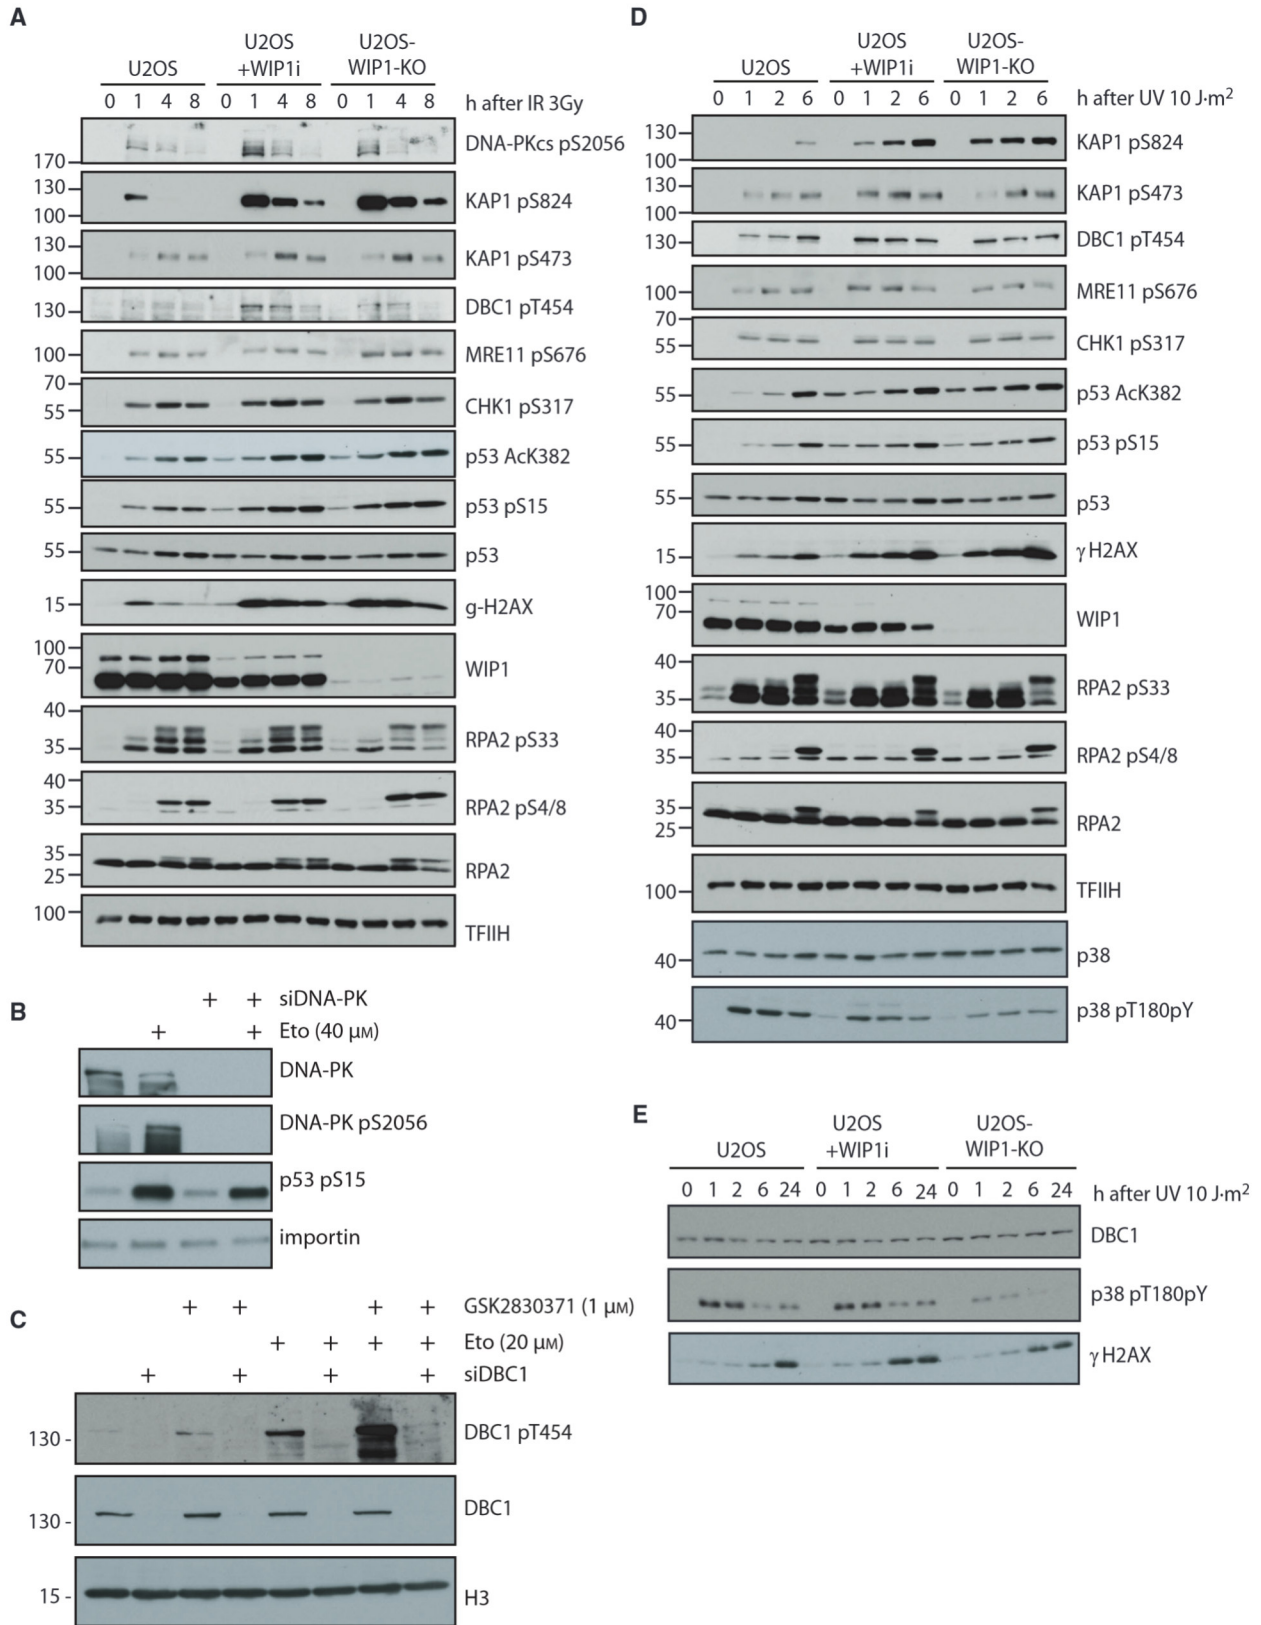 A
U2OS
U2OS
+WIP1i
U2OS-
WIP1-KO
0 1 4 8 0 1 4 8 0 1 4 8 h after IR 3Gy
170 DNA-PKcs pS2056
130
100 KAP1 pS824
130
100 KAP1 pS473
130 DBC1 pT454
100 MRE11 pS676
70
55 CHK1 pS317
55 p53 AcK382
55 p53 pS15
55 p53
15 g-H2AX
100
70 WIP1
40
35 RPA2 pS33
40
35 RPA2 pS4/8
35
25 RPA2
100 TFIIH
B
+ + siDNA-PK
+ + Eto (40 µM)
DNA-PK
DNA-PK pS2056
p53 pS15
importin
C
+ + + + GSK2830371 (1 µM)
+ + + + Eto (20 µM)
+ + + + siDBC1
130 - DBC1 pT454
130 - DBC1
15 - H3
D
U2OS
U2OS
+WIP1i
U2OS-
WIP1-KO
0 1 2 6 0 1 2 6 0 1 2 6 h after UV 10 J·m²
130
100 KAP1 pS824
130
100 KAP1 pS473
130 DBC1 pT454
100 MRE11 pS676
70
55 CHK1 pS317
55 p53 AcK382
55 p53 pS15
55 p53
15 γH2AX
100
70 WIP1
40
35 RPA2 pS33
40
35 RPA2 pS4/8
35
25 RPA2
100 TFIIH
40 p38
40 p38 pT180pY
E
U2OS
U2OS
+WIP1i
U2OS-
WIP1-KO
0 1 2 6 24 0 1 2 6 24 0 1 2 6 24 h after UV 10 J·m²
DBC1
p38 pT180pY
γH2AX